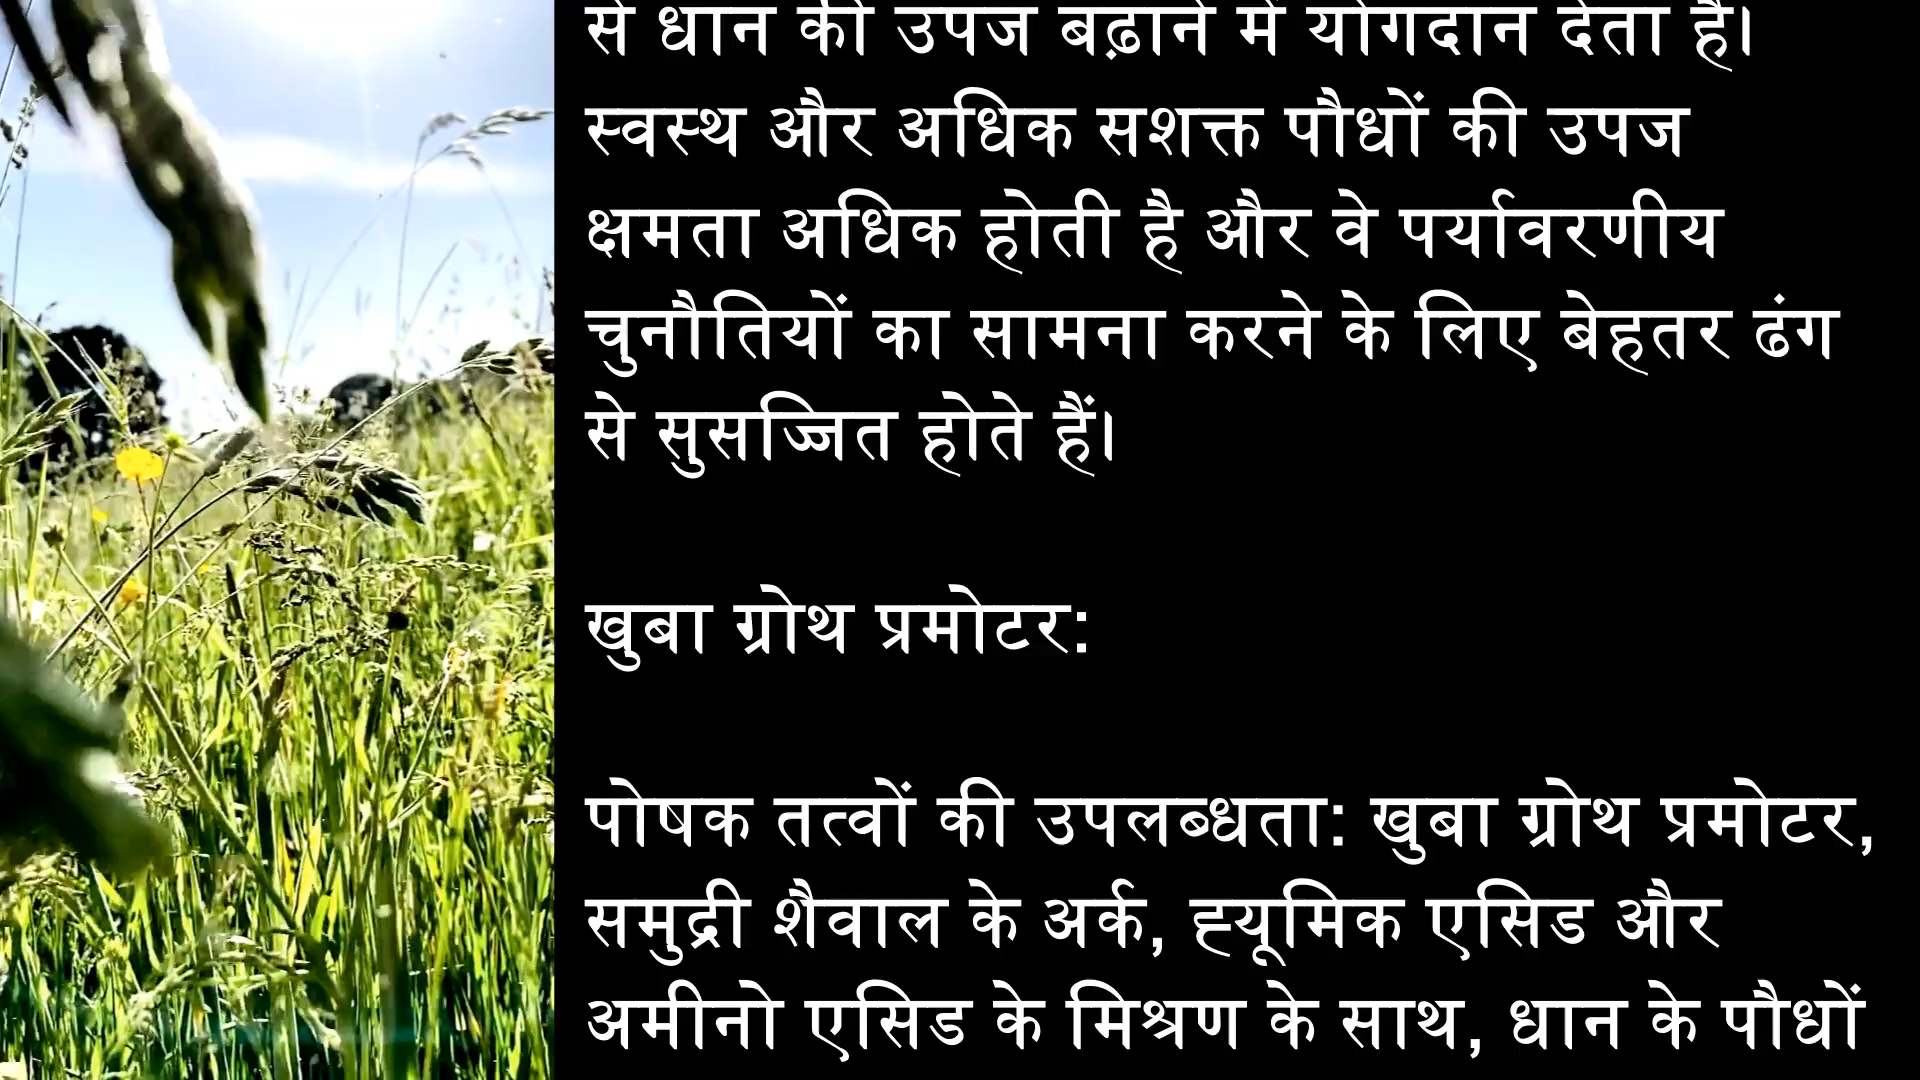 से धान की उपज बढ़ाने में योगदान देता है।
स्वस्थ और अधिक सशक्त पौधों की उपज
क्षमता अधिक होती है और वे पर्यावरणीय
चुनौतियों का सामना करने के लिए बेहतर ढंग
से सुसज्जित होते हैं।
खुबा ग्रोथ प्रमोटर:
पोषक तत्वों की उपलब्धता: खुबा ग्रोथ प्रमोटर,
समुद्री शैवाल के अर्क, ह्यूमिक एसिड और
अमीनो एसिड के मिश्रण के साथ, धान के पौधों